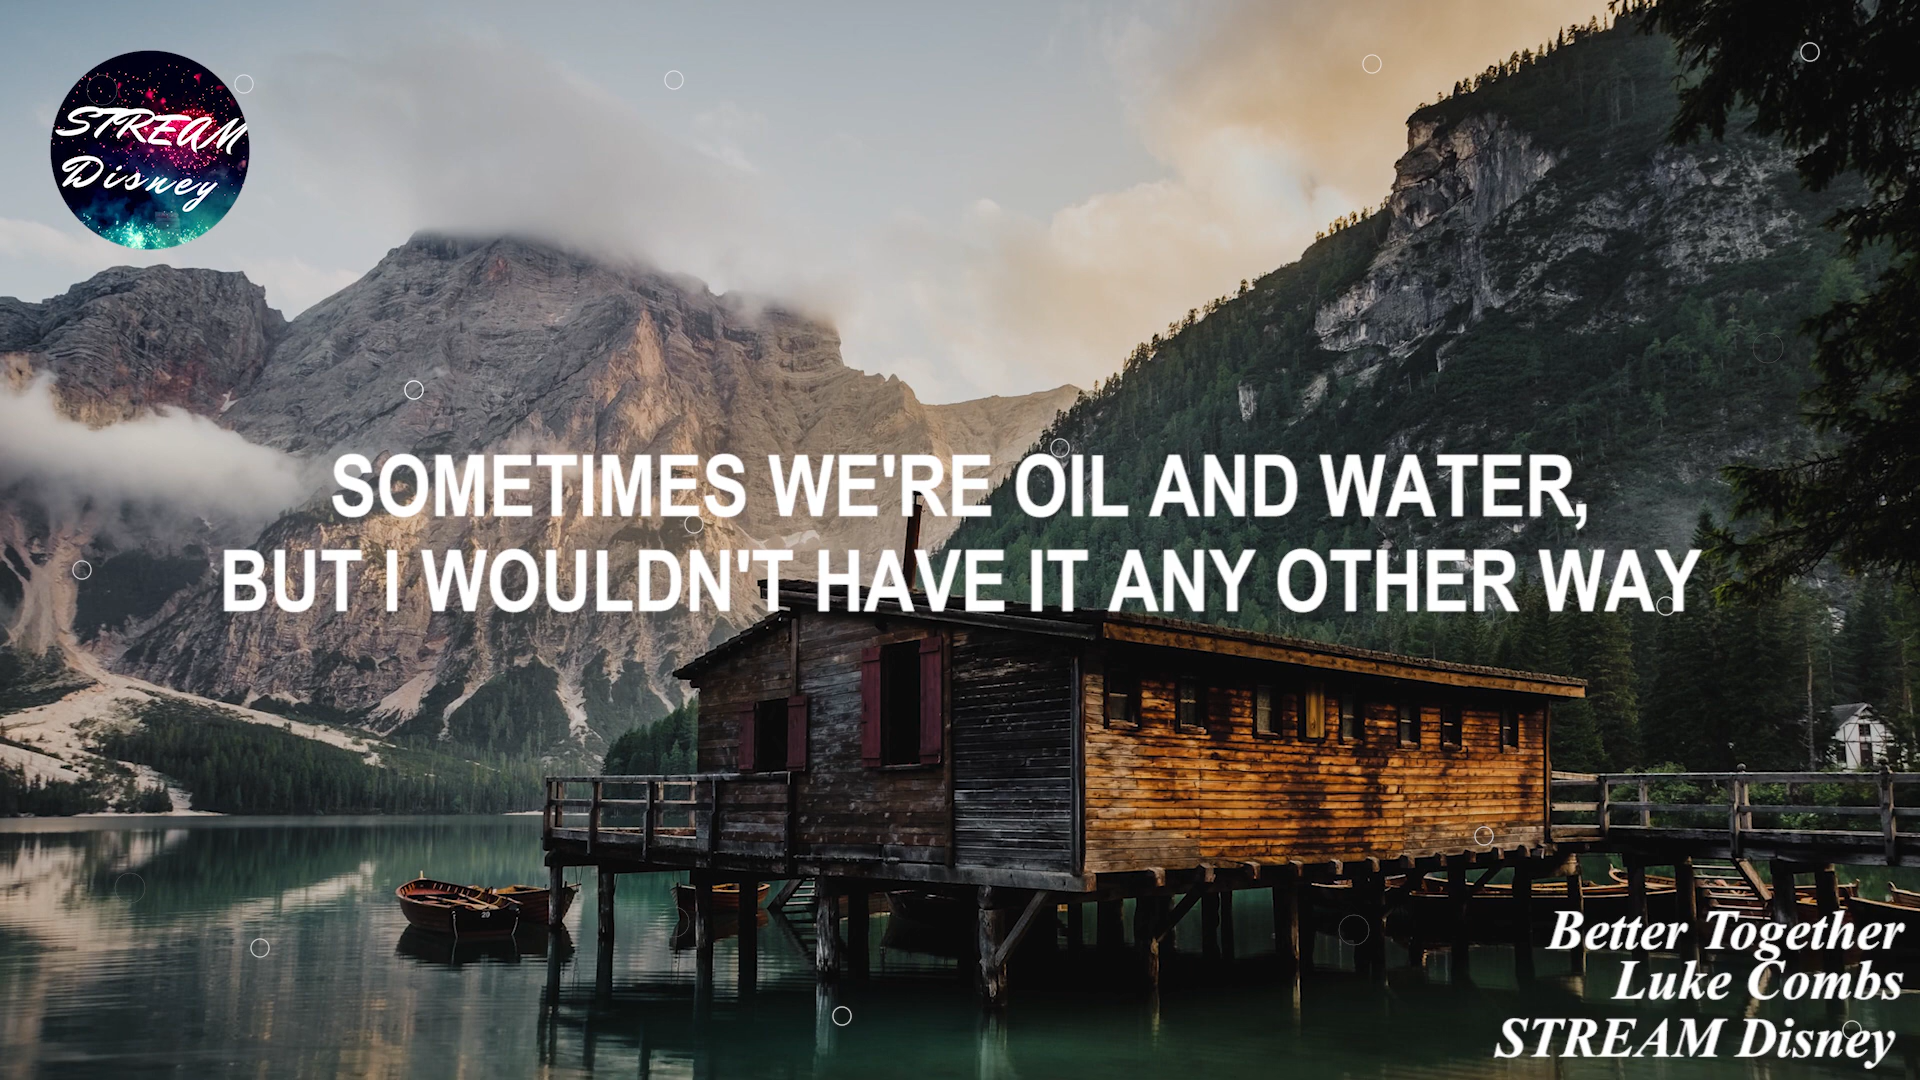 STREAM
Disney
SOMETIMES WE'RE OIL AND WATER,
BUT I WOULDN'T HAVE IT ANY OTHER WAY
20
Better Together
Luke Combs
STREAM Disney